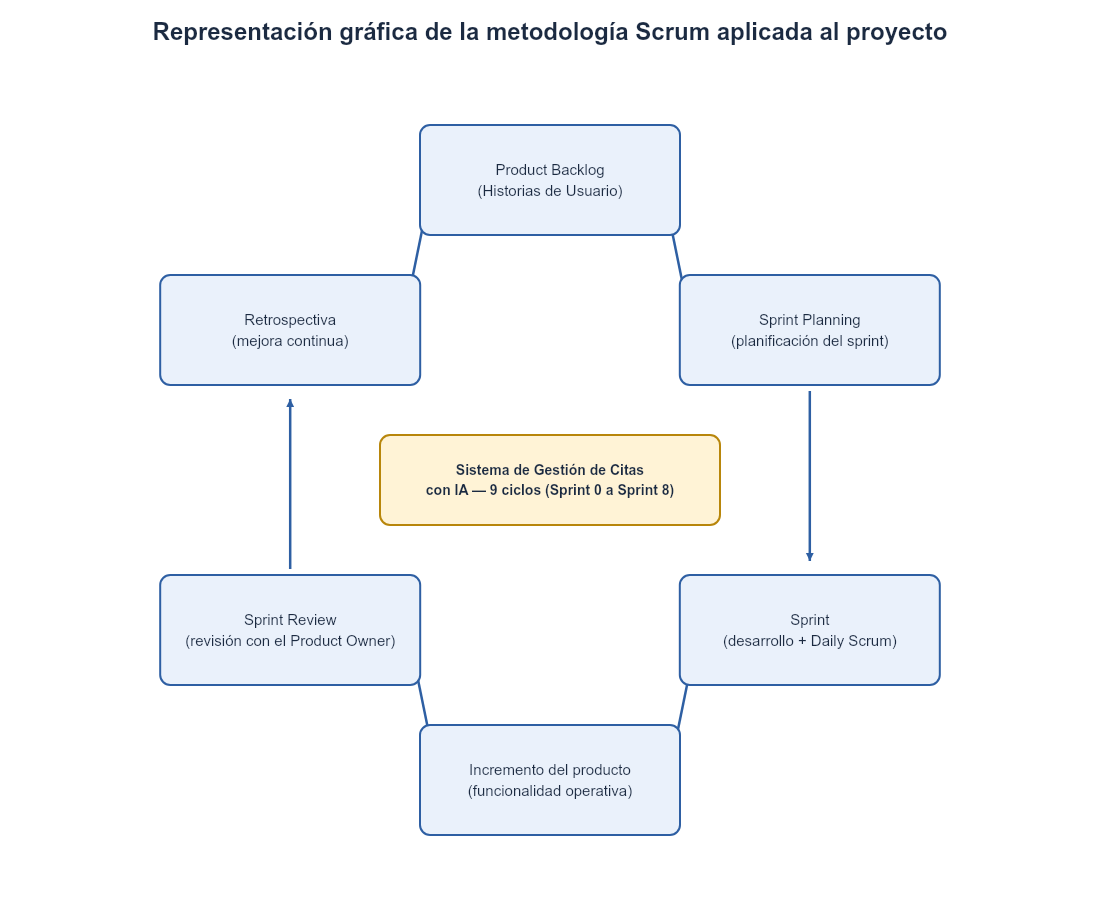 Representación gráfica de la metodología Scrum aplicada al proyecto
Product Backlog
(Historias de Usuario)
Retrospectiva
(mejora continua)
Sprint Planning
(planificación del sprint)
Sistema de Gestión de Citas
con IA — 9 ciclos (Sprint 0 a Sprint 8)
Sprint Review
(revisión con el Product Owner)
Sprint
(desarrollo + Daily Scrum)
Incremento del producto
(funcionalidad operativa)